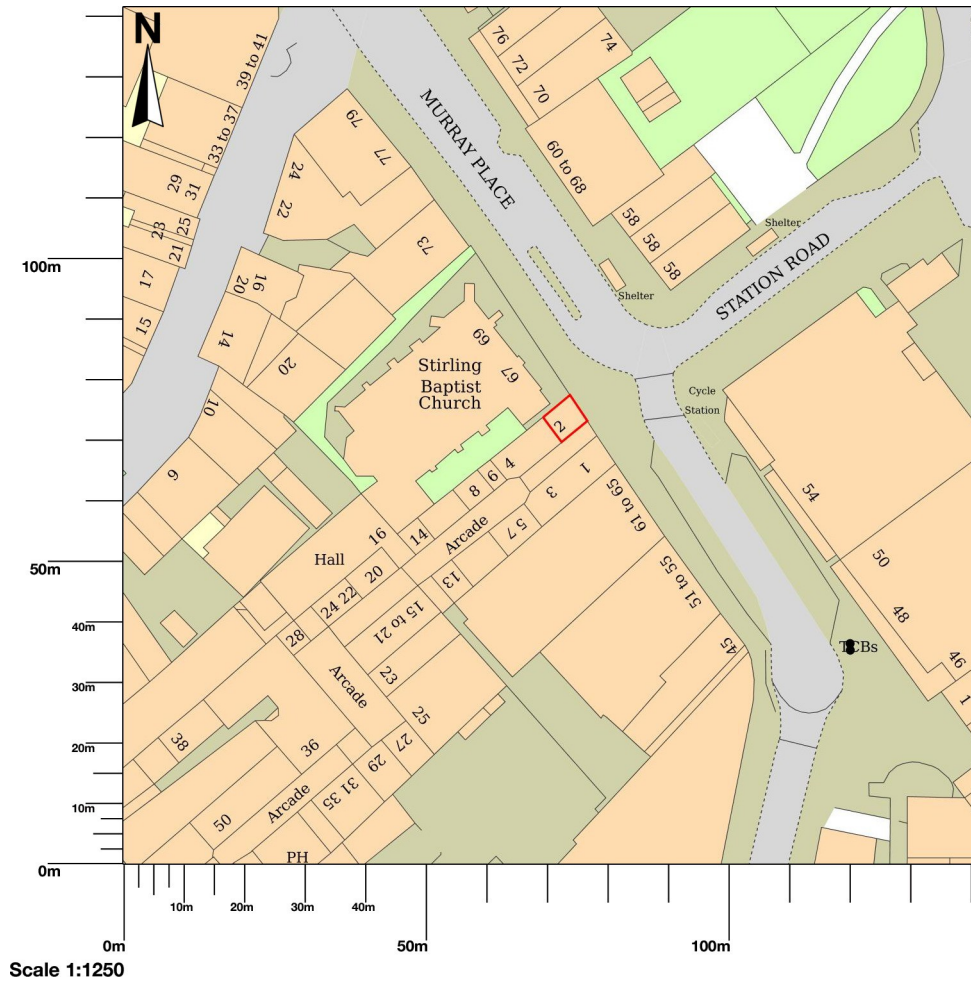 N
39 to 41
33 to 37
29
31
23
25
21
17
15
24
22
79
77
73
76
72
70
74
60 to 68
58
58
58
MURRAY PLACE
STATION ROAD
Shelter
Shelter
16
20
14
20
10
9
69
67
Stirling
Baptist
Church
Cycle
Station
2
4
6
8
14
16
Hall
Arcade
1
3
5 7
13
20
22
24
28
15 to 21
23
25
27
29
31
35
Arcade
36
38
50
Arcade
PH
61 to 65
51 to 55
45
54
50
48
46
1
TCBs
100m
50m
40m
30m
20m
10m
0m
10m
20m
30m
40m
0m
50m
100m
Scale 1:1250